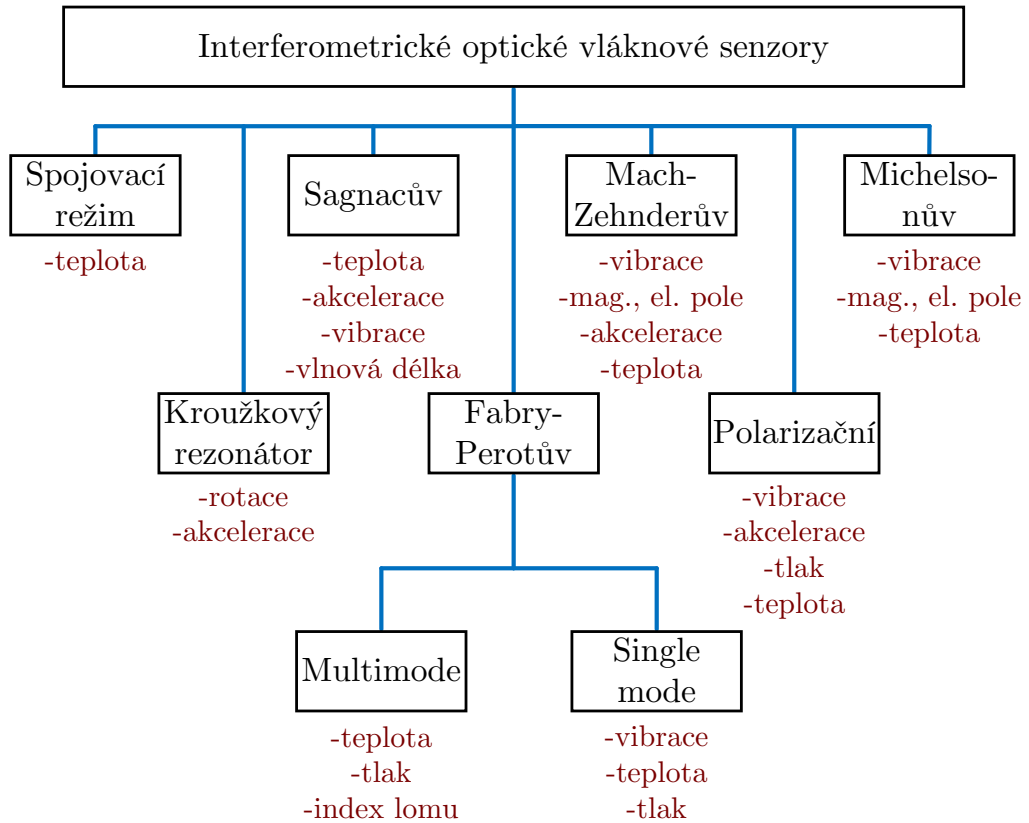 Interferometrické optické vláknové senzory
Spojovací
režim
-teplota
Sagnacův
-teplota
-akcelerace
-vibrace
-vlnová délka
Mach-
Zehnderův
-vibrace
-mag., el. pole
-akcelerace
-teplota
Michelso-
nův
-vibrace
-mag., el. pole
-teplota
Kroužkový
rezonátor
-rotace
-akcelerace
Fabry-
Perotův
Polarizační
-vibrace
-akcelerace
-tlak
-teplota
Multimode
-teplota
-tlak
-index lomu
Single
mode
-vibrace
-teplota
-tlak